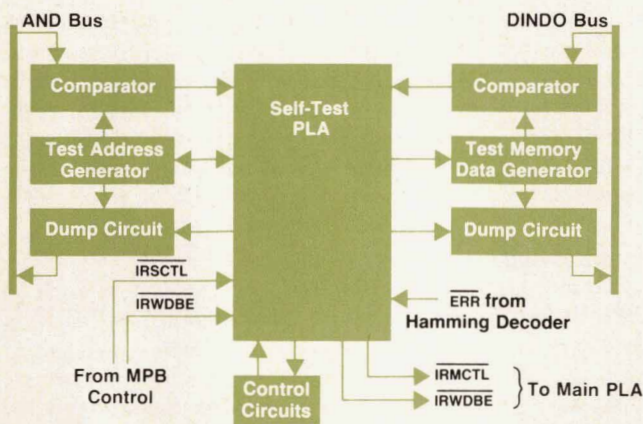 AND Bus
DINDO Bus
Comparator
Self-Test
PLA
Comparator
Test Address
Generator
Test Memory
Data Generator
Dump Circuit
Dump Circuit
IRSCTL
IRWDBE
ERR from
Hamming Decoder
From MPB
Control
Control
Circuits
IRMCTL
IRWDBE
To Main PLA